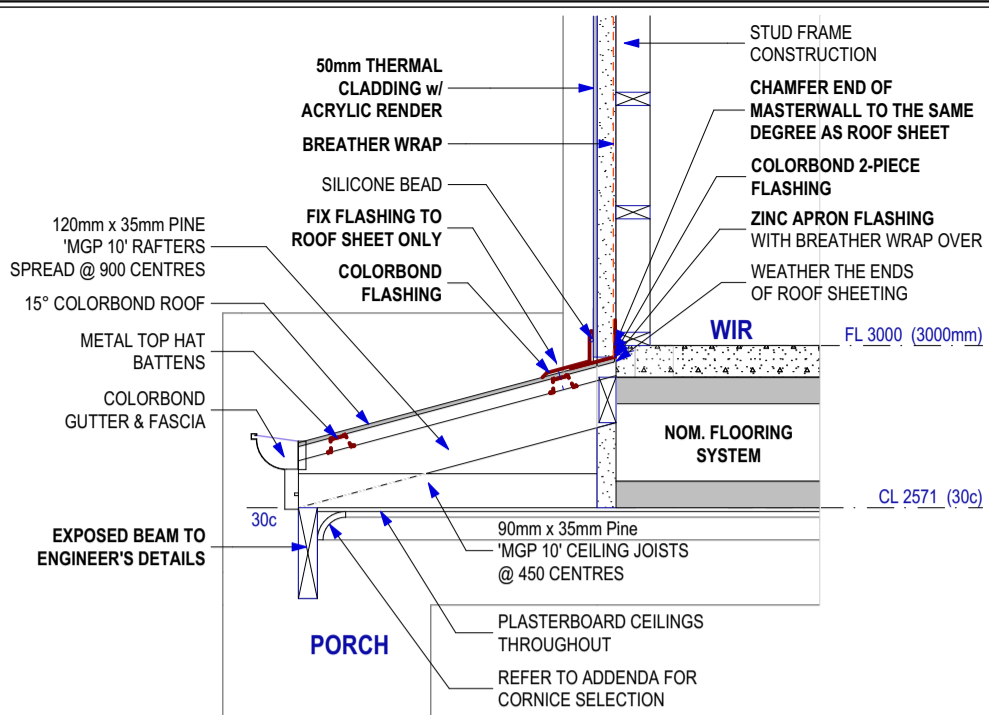 STUD FRAME
CONSTRUCTION
50mm THERMAL
CLADDING w/
ACRYLIC RENDER
CHAMFER END OF
MASTERWALL TO THE SAME
DEGREE AS ROOF SHEET
BREATHER WRAP
COLORBOND 2-PIECE
FLASHING
SILICONE BEAD
FIX FLASHING TO
ROOF SHEET ONLY
ZINC APRON FLASHING
WITH BREATHER WRAP OVER
120mm x 35mm PINE
'MGP 10' RAFTERS
SPREAD @ 900 CENTRES
COLORBOND
FLASHING
WEATHER THE ENDS
OF ROOF SHEETING
15° COLORBOND ROOF
WIR
FL 3000 (3000mm)
METAL TOP HAT
BATTENS
COLORBOND
GUTTER & FASCIA
NOM. FLOORING
SYSTEM
CL 2571 (30c)
30c
EXPOSED BEAM TO
ENGINEER'S DETAILS
90mm x 35mm Pine
'MGP 10' CEILING JOISTS
@ 450 CENTRES
PLASTERBOARD CEILINGS
THROUGHOUT
PORCH
REFER TO ADDENDA FOR
CORNICE SELECTION